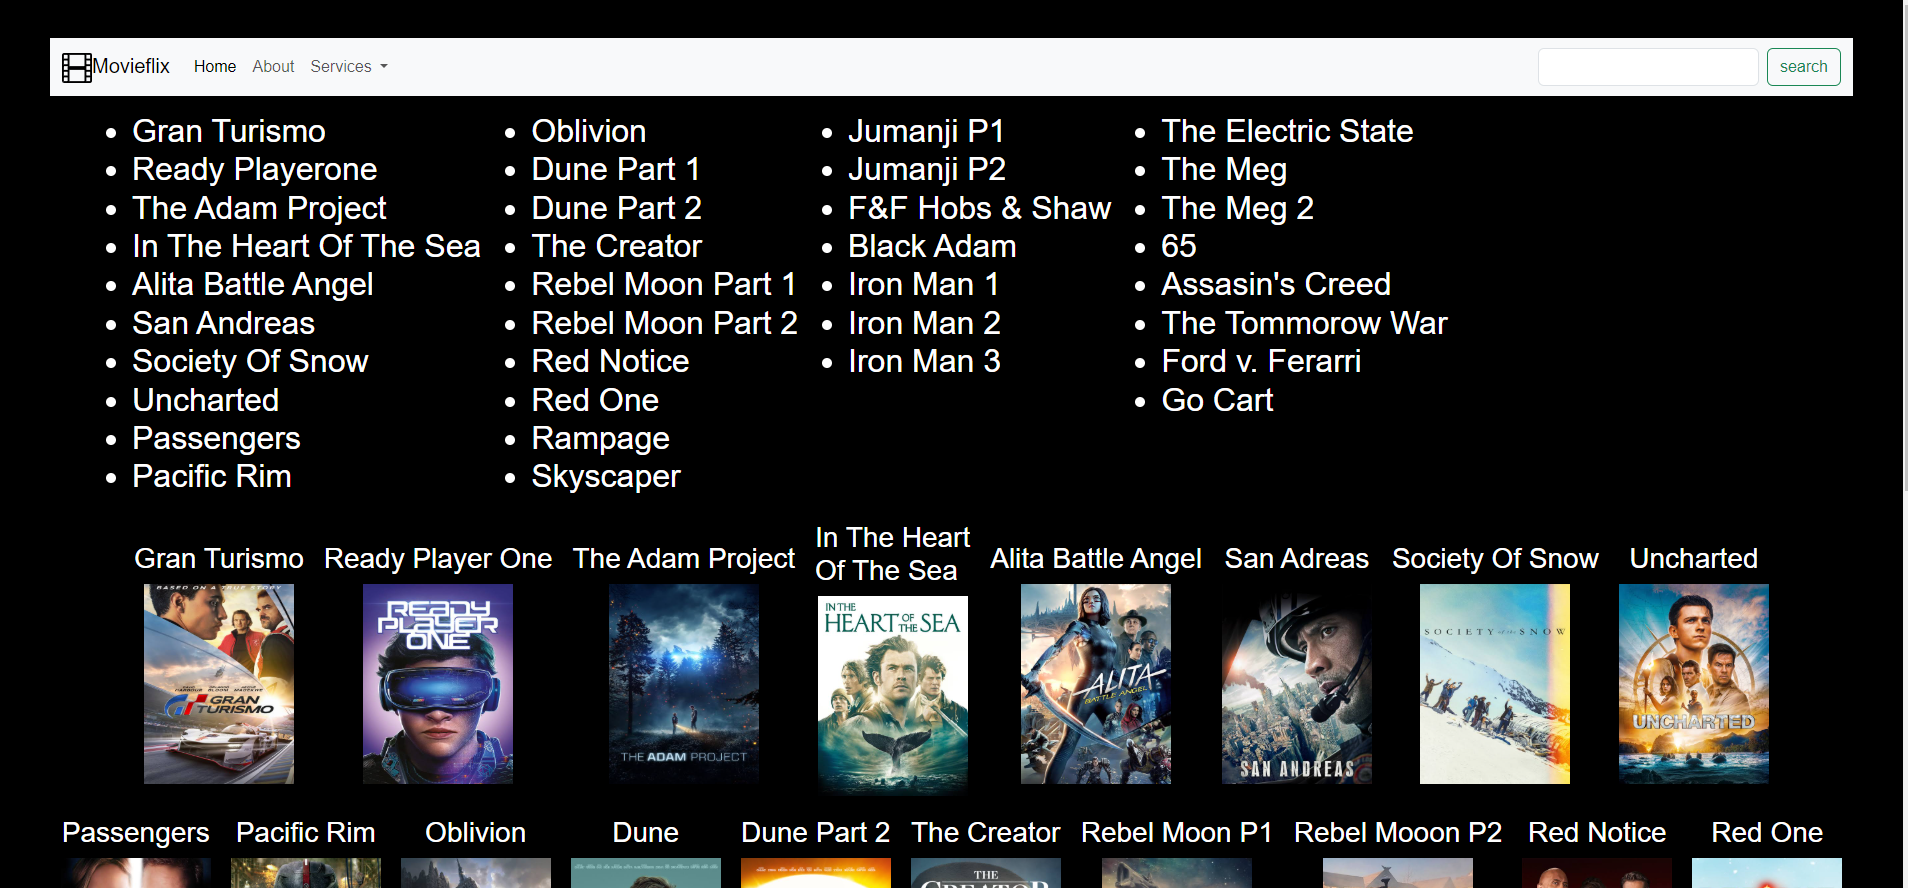 Movieflix Home About Services search
Gran Turismo
Ready Playerone
The Adam Project
In The Heart Of The Sea
Alita Battle Angel
San Andreas
Society Of Snow
Uncharted
Passengers
Pacific Rim
Oblivion
Dune Part 1
Dune Part 2
The Creator
Rebel Moon Part 1
Rebel Moon Part 2
Red Notice
Red One
Rampage
Skyscaper
Jumanji P1
Jumanji P2
F&F Hobs & Shaw
Black Adam
Iron Man 1
Iron Man 2
Iron Man 3
The Electric State
The Meg
The Meg 2
65
Assasin's Creed
The Tommorow War
Ford v. Ferarri
Go Cart
Gran Turismo
BASED ON A TRUE STORY
GRAN
TURISMO
Ready Player One
READY
PLAYER
ONE
The Adam Project
THE ADAM PROJECT
In The Heart
Of The Sea
IN THE
HEART OF THE SEA
Alita Battle Angel
ALITA
BATTLE ANGEL
San Adreas
SAN ANDREAS
Society Of Snow
SOCIETY of the SNOW
Uncharted
UNCHARTED
Passengers
Pacific Rim
Oblivion
Dune
Dune Part 2
The Creator
THE
CREATOR
Rebel Moon P1
Rebel Mooon P2
Red Notice
Red One